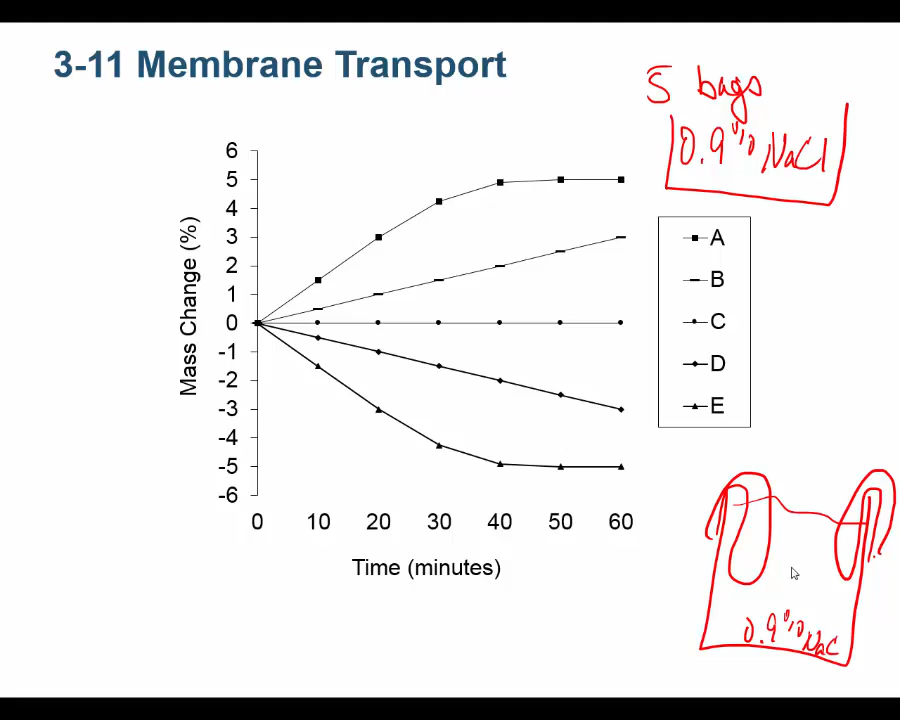 3-11 Membrane Transport
5 bags
0.9% NaCl
6
5
4
3
2
1
0
-1
-2
-3
-4
-5
-6
Mass Change (%)
0 10 20 30 40 50 60
Time (minutes)
A
B
C
D
E
0.9% NaC